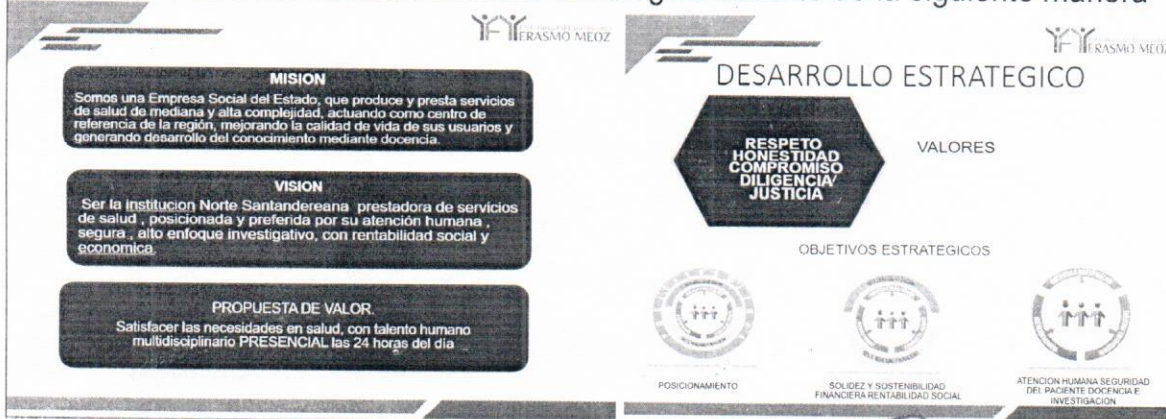 de la siguiente manera
ERASMO MEOZ
MISION
Somos una Empresa Social del Estado, que produce y presta servicios
de salud de mediana y alta complejidad, actuando como centro de
referencia de la región, mejorando la calidad de vida de sus usuarios y
generando desarrollo del conocimiento mediante docencia.
VISION
Ser la institucion Norte Santandereana prestadora de servicios
de salud , posicionada y preferida por su atención humana ,
segura , alto enfoque investigativo, con rentabilidad social y
economica.
PROPUESTA DE VALOR.
Satisfacer las necesidades en salud, con talento humano
multidisciplinario PRESENCIAL las 24 horas del día
ERASMO MEOZ
DESARROLLO ESTRATEGICO
RESPETO
HONESTIDAD
COMPROMISO
DILIGENCIA
JUSTICIA
VALORES
OBJETIVOS ESTRATEGICOS
POSICIONAMIENTO
SOLIDEZ Y SOSTENIBILIDAD
FINANCIERA RENTABILIDAD SOCIAL
ATENCION HUMANA SEGURIDAD
DEL PACIENTE DOCENCIA E
INVESTIGACION